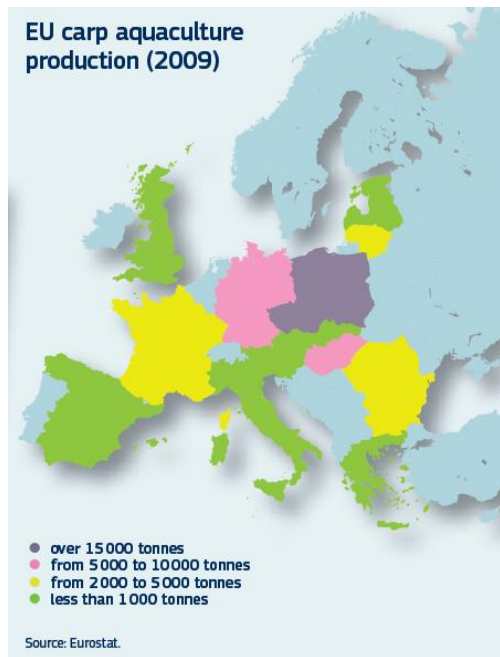 EU carp aquaculture
production (2009)
over 15 000 tonnes
from 5 000 to 10 000 tonnes
from 2 000 to 5 000 tonnes
less than 1 000 tonnes
Source: Eurostat.